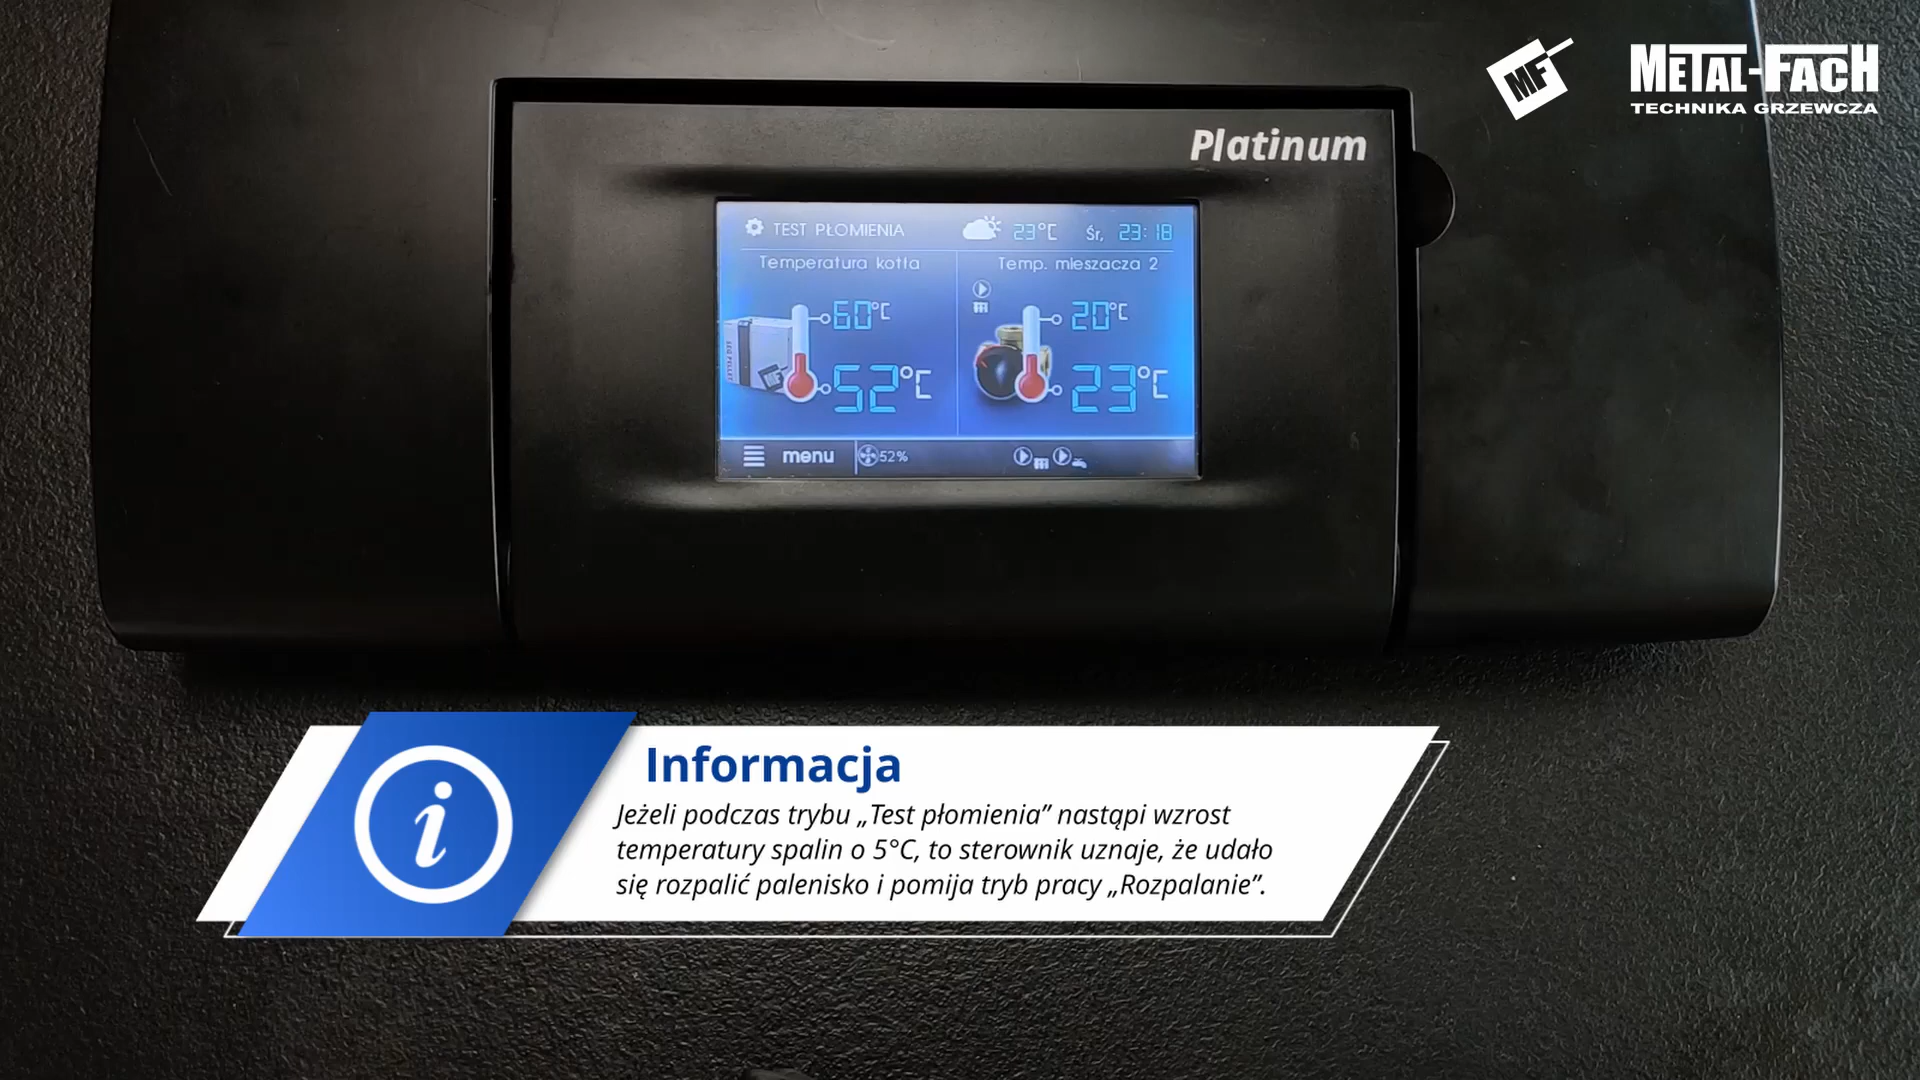 MF
METAL-FACH
TECHNIKA GRZEWCZA
Platinum
TEST PŁOMIENIA
23°C
Śr, 23:18
Temperatura kotła
Temp. mieszacza 2
60°C
20°C
52°C
23°C
menu
52%
Informacja
Jeżeli podczas trybu „Test płomienia” nastąpi wzrost
temperatury spalin o 5°C, to sterownik uznaje, że udało
się rozpalić palenisko i pomija tryb pracy „Rozpalanie”.